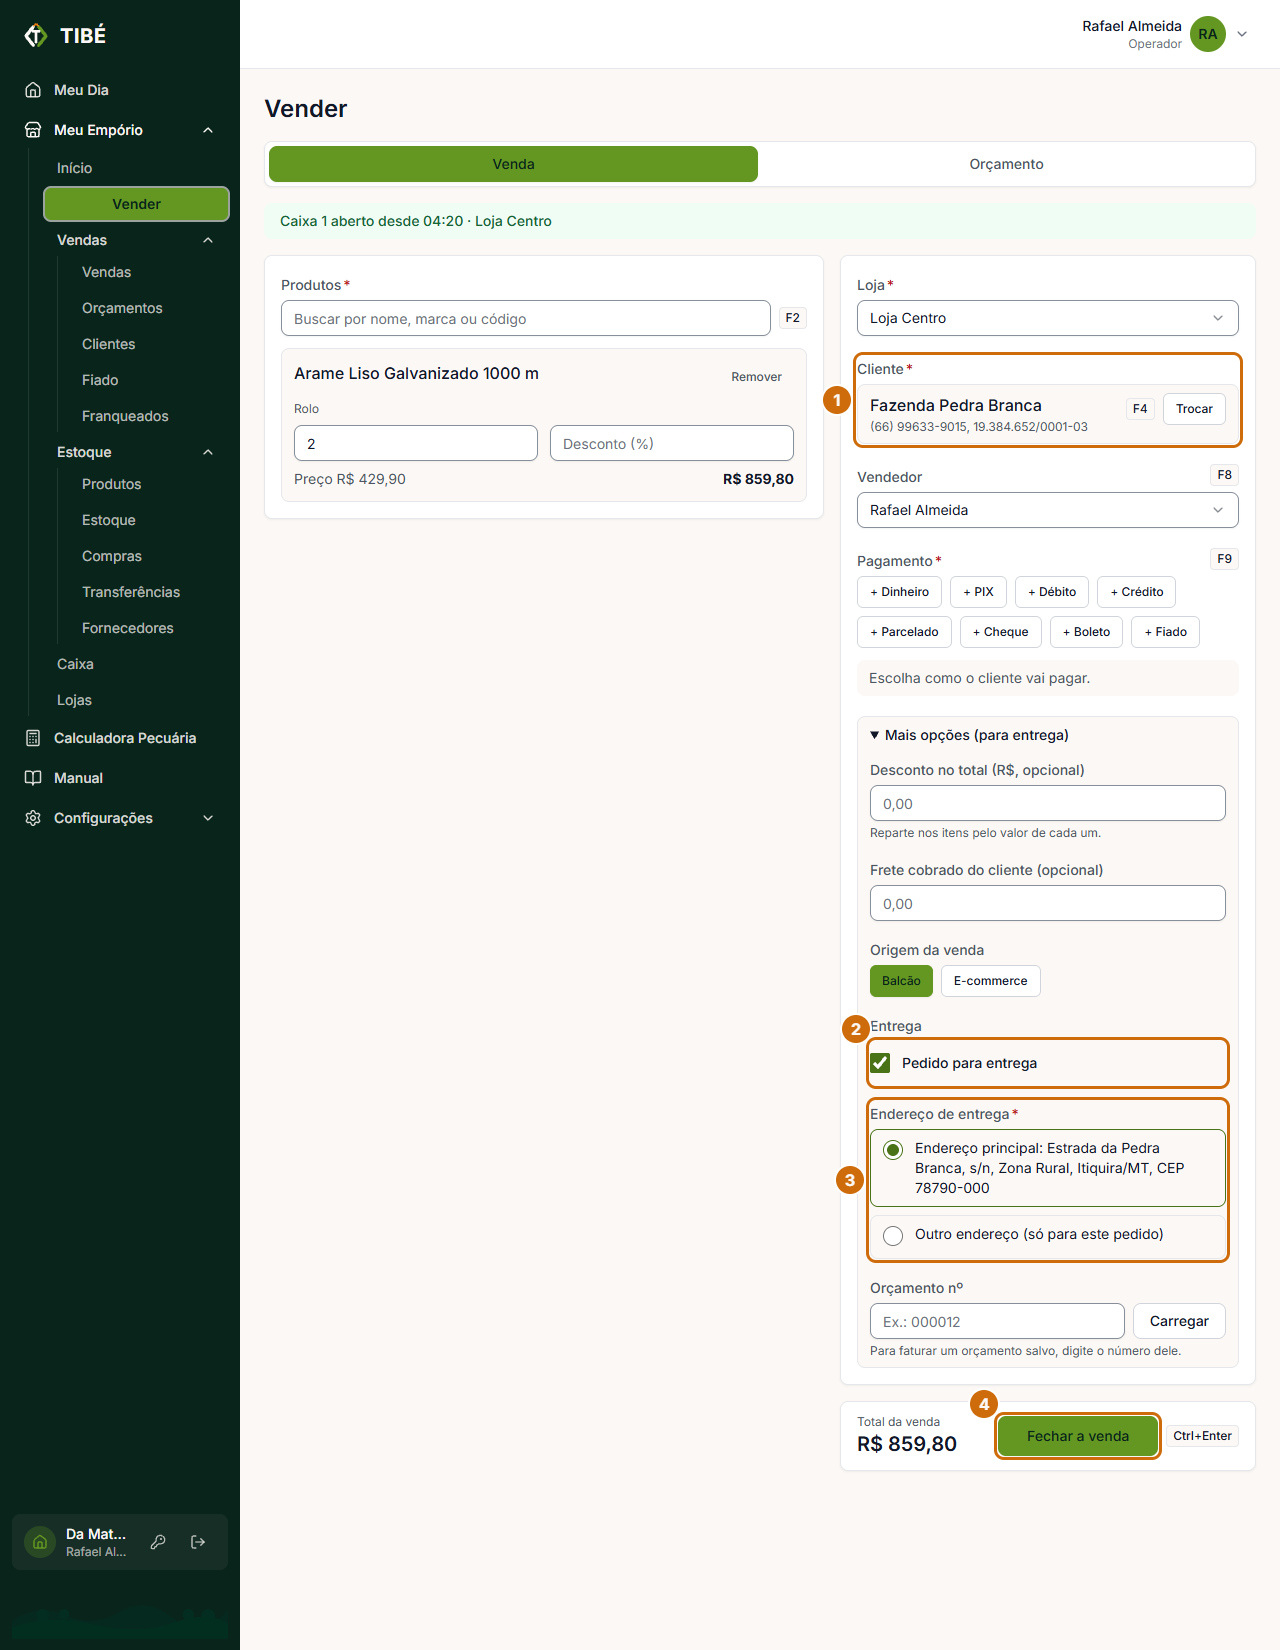 TIBÉ
Meu Dia
Meu Empório
Início
Vender
Vendas
Vendas
Orçamentos
Clientes
Fiado
Franqueados
Estoque
Produtos
Estoque
Compras
Transferências
Fornecedores
Caixa
Lojas
Calculadora Pecuária
Manual
Configurações
Da Mat...
Rafael Al...
Rafael Almeida
Operador
RA
Vender
Venda
Orçamento
Caixa 1 aberto desde 04:20 · Loja Centro
Produtos*
Buscar por nome, marca ou código
F2
Arame Liso Galvanizado 1000 m
Remover
Rolo
2
Desconto (%)
Preço R$ 429,90
R$ 859,80
Loja*
Loja Centro
1
Cliente*
Fazenda Pedra Branca
(66) 99633-9015, 19.384.652/0001-03
F4
Trocar
Vendedor
F8
Rafael Almeida
Pagamento*
F9
+ Dinheiro
+ PIX
+ Débito
+ Crédito
+ Parcelado
+ Cheque
+ Boleto
+ Fiado
Escolha como o cliente vai pagar.
▼ Mais opções (para entrega)
Desconto no total (R$, opcional)
0,00
Reparte nos itens pelo valor de cada um.
Frete cobrado do cliente (opcional)
0,00
Origem da venda
Balcão
E-commerce
2
Entrega
Pedido para entrega
3
Endereço de entrega*
Endereço principal: Estrada da Pedra
Branca, s/n, Zona Rural, Itiquira/MT, CEP
78790-000
Outro endereço (só para este pedido)
Orçamento nº
Ex.: 000012
Carregar
Para faturar um orçamento salvo, digite o número dele.
4
Total da venda
R$ 859,80
Fechar a venda
Ctrl+Enter